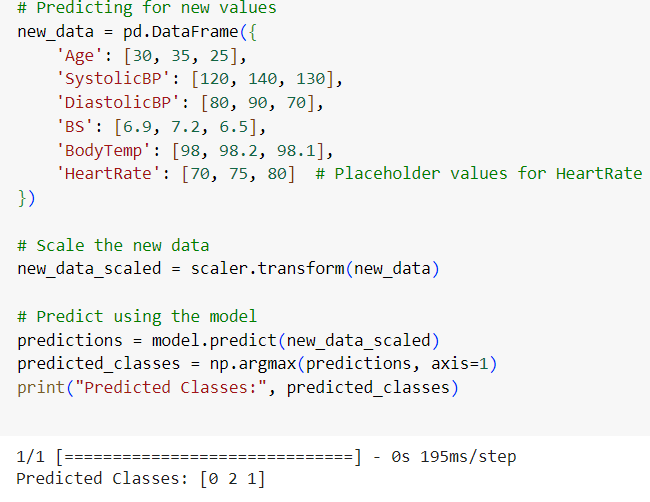 # Predicting for new values
new_data = pd.DataFrame({
    'Age': [30, 35, 25],
    'SystolicBP': [120, 140, 130],
    'DiastolicBP': [80, 90, 70],
    'BS': [6.9, 7.2, 6.5],
    'BodyTemp': [98, 98.2, 98.1],
    'HeartRate': [70, 75, 80]  # Placeholder values for HeartRate
})
# Scale the new data
new_data_scaled = scaler.transform(new_data)
# Predict using the model
predictions = model.predict(new_data_scaled)
predicted_classes = np.argmax(predictions, axis=1)
print("Predicted Classes:", predicted_classes)
1/1 [==============================] - 0s 195ms/step
Predicted Classes: [0 2 1]